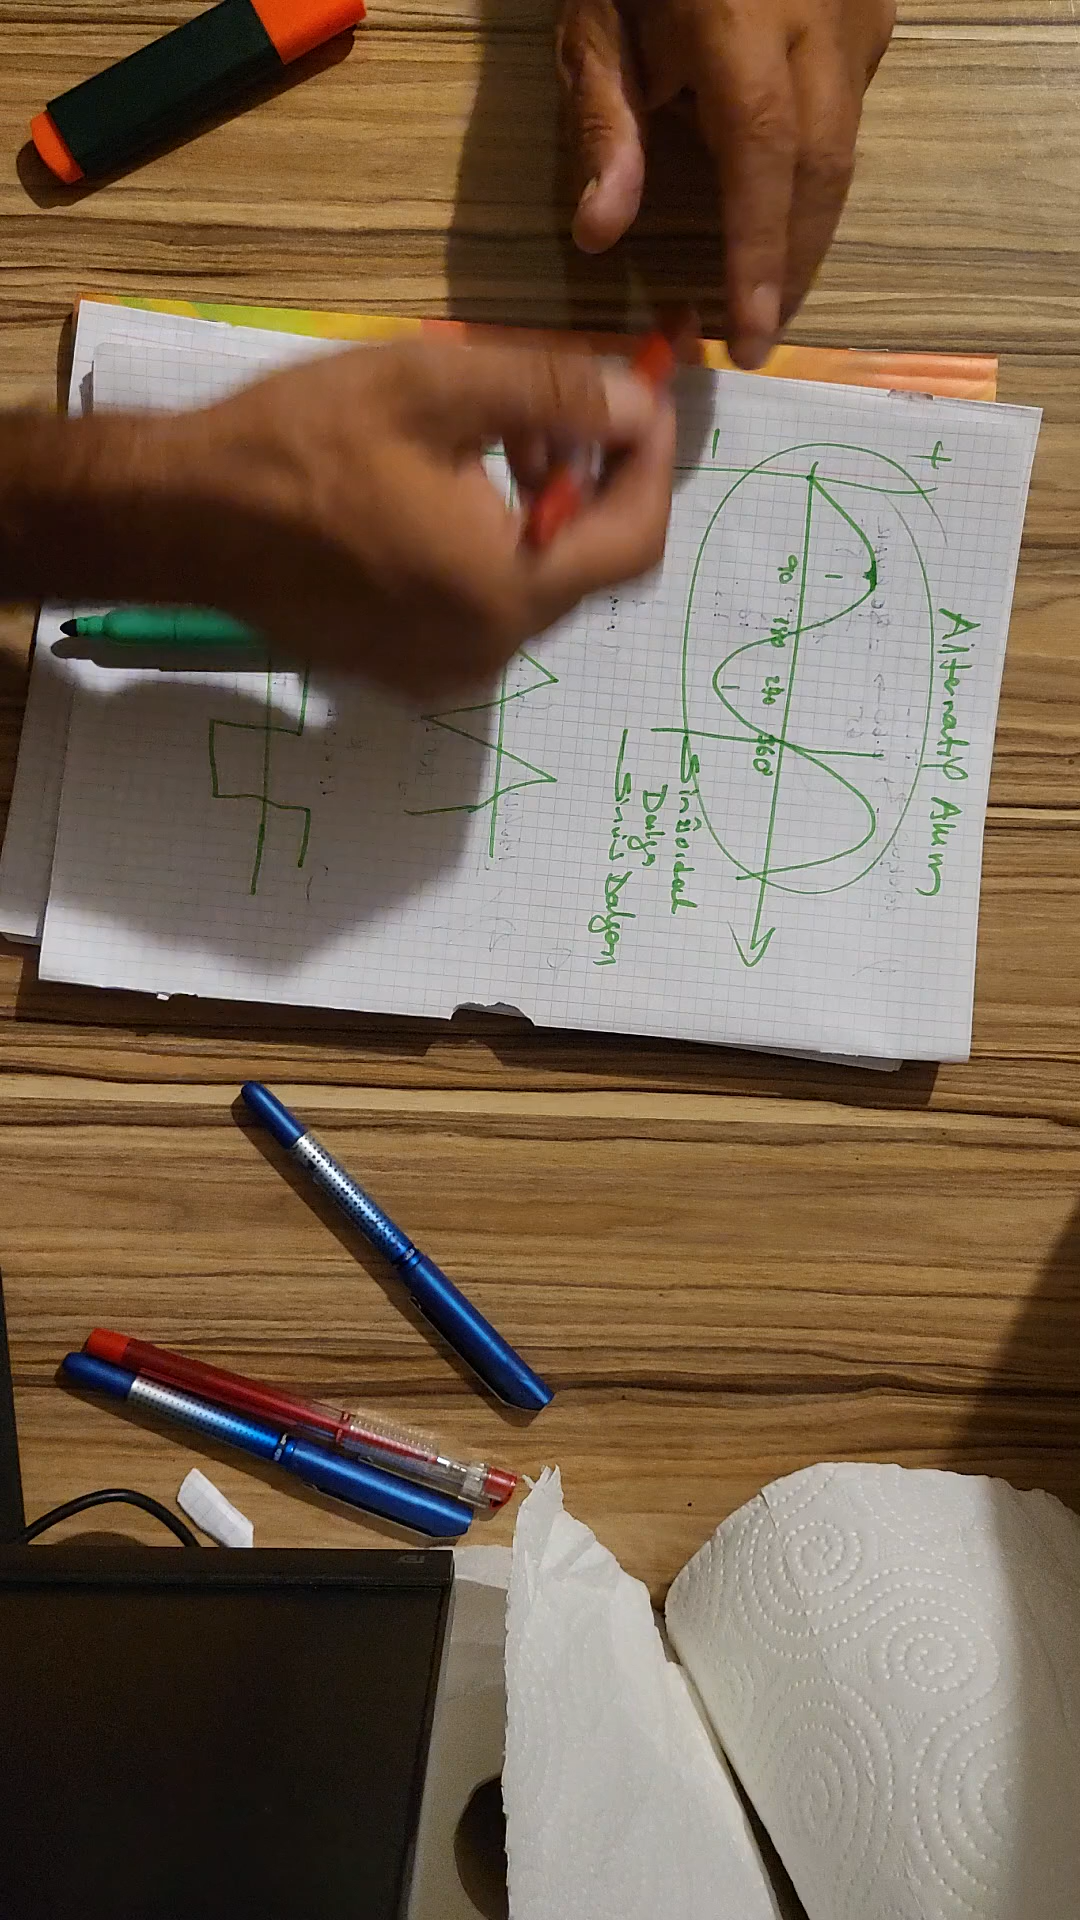 Alternatif Akım
+
-
90
180
270
360
Sinüsoidal
Dalga
Sinüs Dalgası